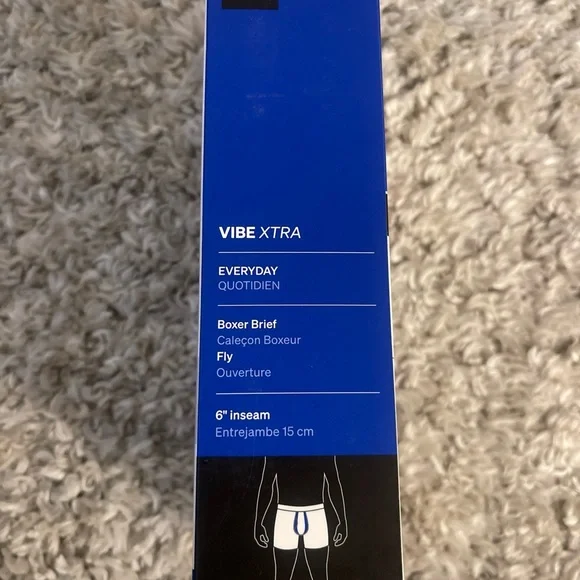 VIBE XTRA
EVERYDAY
QUOTIDIEN
Boxer Brief
Caleçon Boxeur
Fly
Ouverture
6" inseam
Entrejambe 15 cm